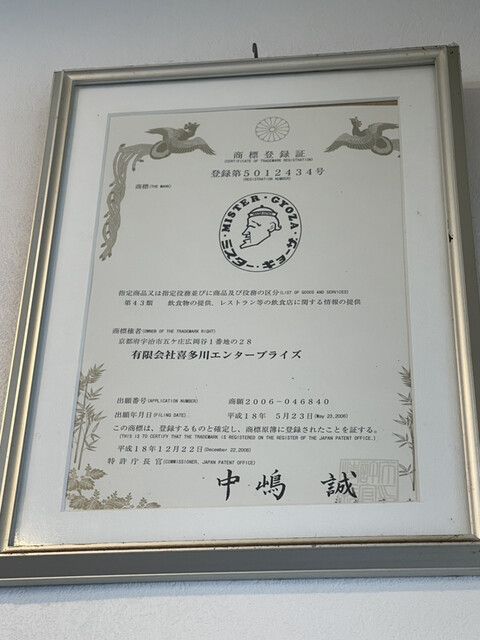 商標登録証
(CERTIFICATE OF TRADEMARK REGISTRATION)
登録第5012434号
(REGISTRATION NUMBER)
商標(THE MARK)
MISTER・GYOZA
ミスター・ギョーザ
指定商品又は指定役務並びに商品及び役務の区分(LIST OF GOODS AND SERVICES)
第43類 飲食物の提供，レストラン等の飲食店に関する情報の提供
商標権者(OWNER OF THE TRADEMARK RIGHT)
京都府宇治市五ケ庄広岡谷1番地の28
有限会社喜多川エンタープライズ
出願番号(APPLICATION NUMBER) 商願2006-046840
出願年月日(FILING DATE) 平成18年 5月23日(May 23,2006)
この商標は、登録するものと確定し、商標原簿に登録されたことを証する。
(THIS IS TO CERTIFY THAT THE TRADEMARK IS REGISTERED ON THE REGISTER OF THE JAPAN PATENT OFFICE.)
平成18年12月22日(December 22,2006)
特許庁長官(COMMISSIONER, JAPAN PATENT OFFICE)
中嶋 誠